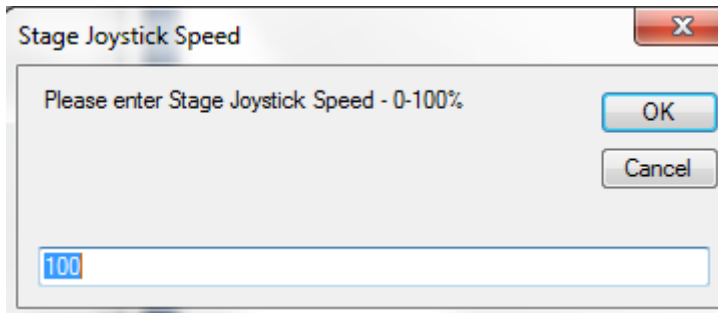 Stage Joystick Speed
Please enter Stage Joystick Speed - 0-100%
OK
Cancel
100